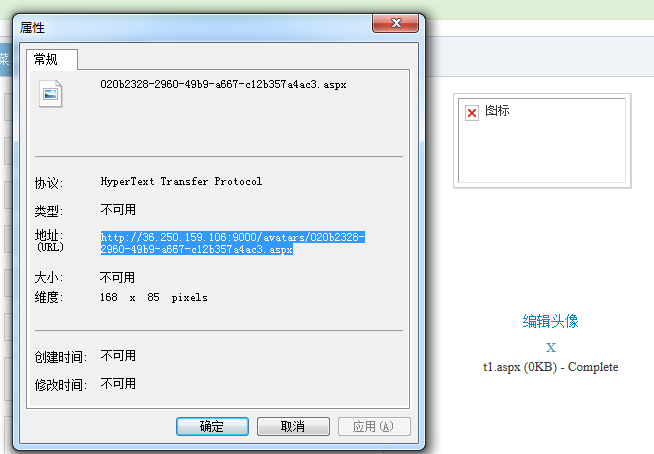 属性
菜
常规
020b2328-2960-49b9-a667-c12b357a4ac3.aspx
协议: HyperText Transfer Protocol
类型: 不可用
地址: http://36.250.159.106:9000/avatars/020b2328-
(URL) 2960-49b9-a667-c12b357a4ac3.aspx
大小: 不可用
维度: 168 x 85 pixels
创建时间: 不可用
修改时间: 不可用
确定 取消 应用(A)
图标
编辑头像
X
t1.aspx (0KB) - Complete